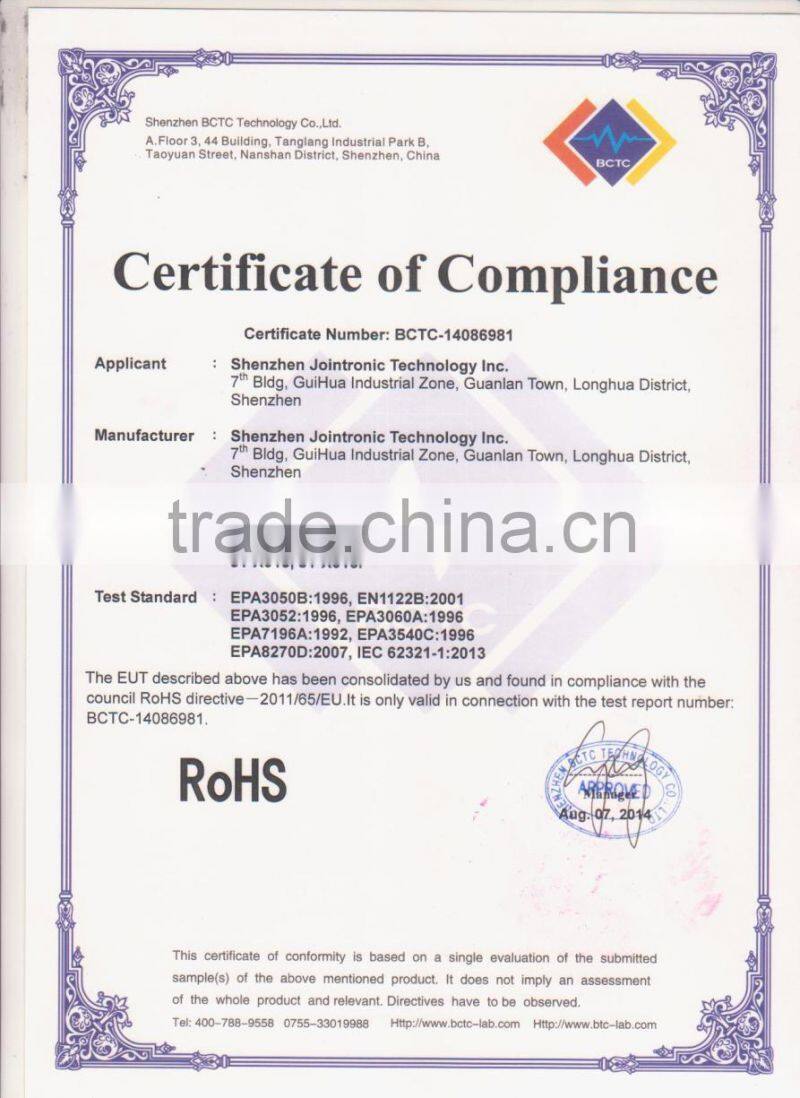 Shenzhen BCTC Technology Co.,Ltd.
A.Floor 3, 44 Building, Tanglang Industrial Park B,
Taoyuan Street, Nanshan District, Shenzhen, China
BCTC
Certificate of Compliance
Certificate Number: BCTC-14086981
Applicant : Shenzhen Jointronic Technology Inc.
7th Bldg, GuiHua Industrial Zone, Guanlan Town, Longhua District,
Shenzhen
Manufacturer : Shenzhen Jointronic Technology Inc.
7th Bldg, GuiHua Industrial Zone, Guanlan Town, Longhua District,
Shenzhen
trade.china.cn
Test Standard : EPA3050B:1996, EN1122B:2001
EPA3052:1996, EPA3060A:1996
EPA7196A:1992, EPA3540C:1996
EPA8270D:2007, IEC 62321-1:2013
The EUT described above has been consolidated by us and found in compliance with the
council RoHS directive—2011/65/EU.It is only valid in connection with the test report number:
BCTC-14086981.
RoHS
SHENZHEN BCTC TECHNOLOGY CO., LTD
APPROVED
Manager
Aug. 07, 2014
This certificate of conformity is based on a single evaluation of the submitted
sample(s) of the above mentioned product. It does not imply an assessment
of the whole product and relevant. Directives have to be observed.
Tel: 400-788-9558 0755-33019988 Http://www.bctc-lab.com Http://www.btc-lab.com